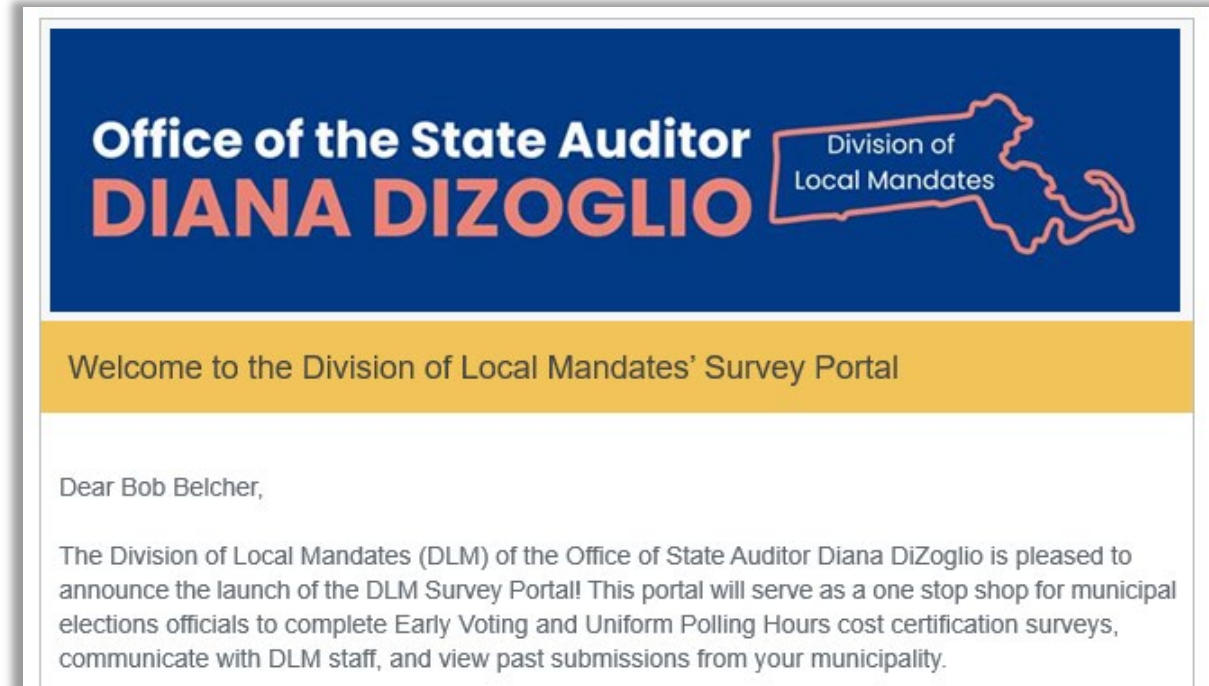 Office of the State Auditor
DIANA DIZOGLIO
Division of
Local Mandates
Welcome to the Division of Local Mandates’ Survey Portal
Dear Bob Belcher,
The Division of Local Mandates (DLM) of the Office of State Auditor Diana DiZoglio is pleased to
announce the launch of the DLM Survey Portal! This portal will serve as a one stop shop for municipal
elections officials to complete Early Voting and Uniform Polling Hours cost certification surveys,
communicate with DLM staff, and view past submissions from your municipality.